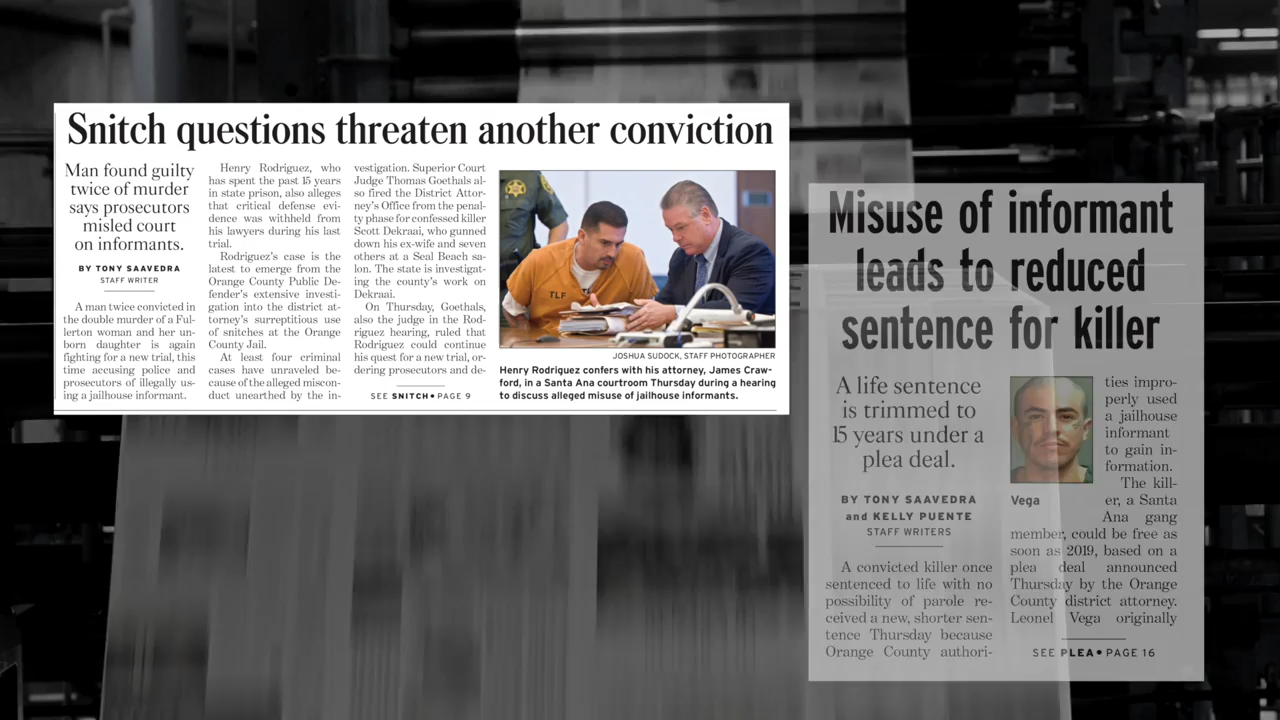 Snitch questions threaten another conviction
Man found guilty
twice of murder
says prosecutors
misled court
on informants.
BY TONY SAAVEDRA
STAFF WRITER
A man twice convicted in
the double murder of a Ful-
lerton woman and her un-
born daughter is again
fighting for a new trial, this
time accusing police and
prosecutors of illegally us-
ing a jailhouse informant.
Henry Rodriguez, who
has spent the past 15 years
in state prison, also alleges
that critical defense evi-
dence was withheld from
his lawyers during his last
trial.
Rodriguez's case is the
latest to emerge from the
Orange County Public De-
fender's extensive investi-
gation into the district at-
torney's surreptitious use
of snitches at the Orange
County Jail.
At least four criminal
cases have unraveled be-
cause of the alleged miscon-
duct unearthed by the in-
vestigation. Superior Court
Judge Thomas Goethals al-
so fired the District Attor-
ney's Office from the penal-
ty phase for confessed killer
Scott Dekraai, who gunned
down his ex-wife and seven
others at a Seal Beach sa-
lon. The state is investigat-
ing the county's work on
Dekraai.
On Thursday, Goethals,
also the judge in the Rod-
riguez hearing, ruled that
Rodriguez could continue
his quest for a new trial, or-
dering prosecutors and de-
SEE SNITCH • PAGE 9
TLF
JOSHUA SUDOCK, STAFF PHOTOGRAPHER
Henry Rodriguez confers with his attorney, James Craw-
ford, in a Santa Ana courtroom Thursday during a hearing
to discuss alleged misuse of jailhouse informants.
Misuse of informant
leads to reduced
sentence for killer
A life sentence
is trimmed to
15 years under a
plea deal.
BY TONY SAAVEDRA
and KELLY PUENTE
STAFF WRITERS
A convicted killer once
sentenced to life with no
possibility of parole re-
ceived a new, shorter sen-
tence Thursday because
Orange County authori-
Vega
ties impro-
perly used
a jailhouse
informant
to gain in-
formation.
The kill-
er, a Santa
Ana gang
member, could be free as
soon as 2019, based on a
plea deal announced
Thursday by the Orange
County district attorney.
Leonel Vega originally
SEE PLEA • PAGE 16